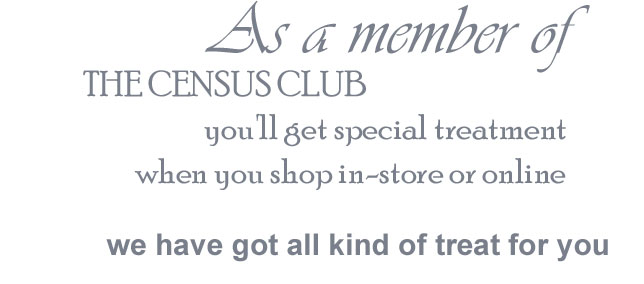 As a member of
THE CENSUS CLUB
you'll get special treatment
when you shop in-store or online
we have got all kind of treat for you